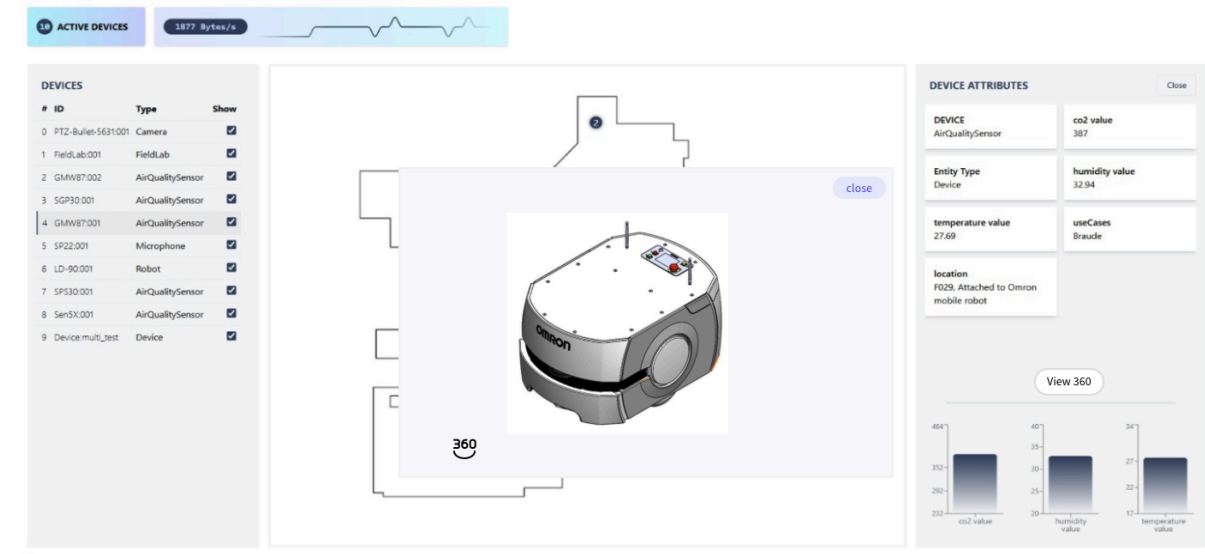 10 ACTIVE DEVICES
1877 Bytes/s
DEVICES
# ID Type Show
0 PTZ-Bullet-5631:001 Camera
1 FieldLab:001 FieldLab
2 GMW87:002 AirQualitySensor
3 SGP30:001 AirQualitySensor
4 GMW87:001 AirQualitySensor
5 SP22:001 Microphone
6 LD-90:001 Robot
7 SPS30:001 AirQualitySensor
8 Sen5X:001 AirQualitySensor
9 Device:multi_test Device
2
close
OMRON
360
DEVICE ATTRIBUTES
Close
DEVICE
AirQualitySensor
co2 value
387
Entity Type
Device
humidity value
32.94
temperature value
27.69
useCases
Braude
location
F029, Attached to Omron
mobile robot
View 360
464
352
292
232
co2 value
40
35
30
25
20
humidity
value
34
27
22
17
temperature
value